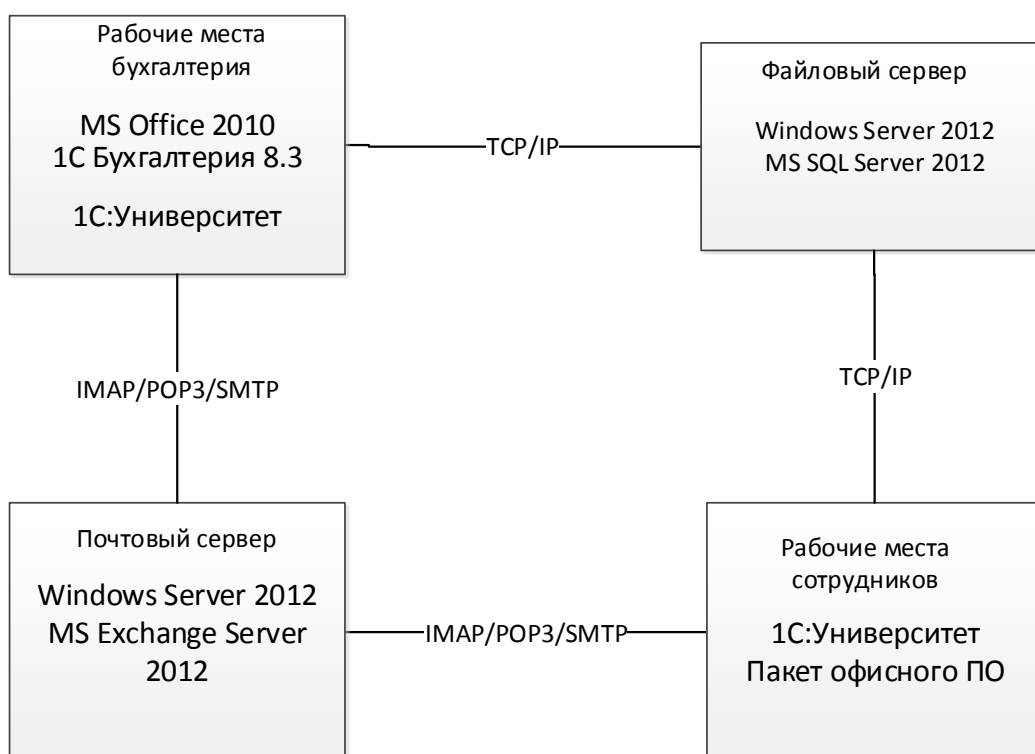 Рабочие места
бухгалтерия
MS Office 2010
1С Бухгалтерия 8.3
1С:Университет
Файловый сервер
Windows Server 2012
MS SQL Server 2012
TCP/IP
IMAP/POP3/SMTP
TCP/IP
Почтовый сервер
Windows Server 2012
MS Exchange Server
2012
IMAP/POP3/SMTP
Рабочие места
сотрудников
1С:Университет
Пакет офисного ПО